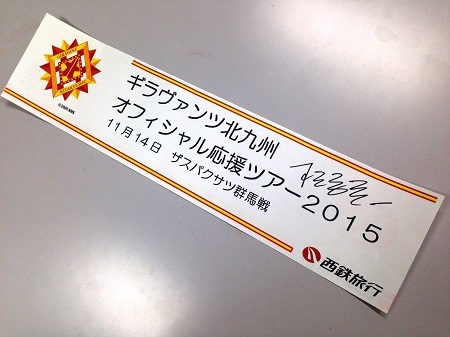 ギラヴァンツ北九州
オフィシャル応援ツアー2015
11月14日　ザスパクサツ群馬戦
西鉄旅行